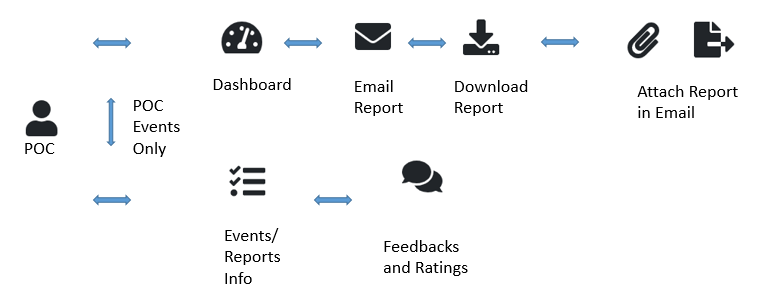 Dashboard
Email
Report
Download
Report
Attach Report
in Email
POC
Events
Only
POC
Events/
Reports
Info
Feedbacks
and Ratings